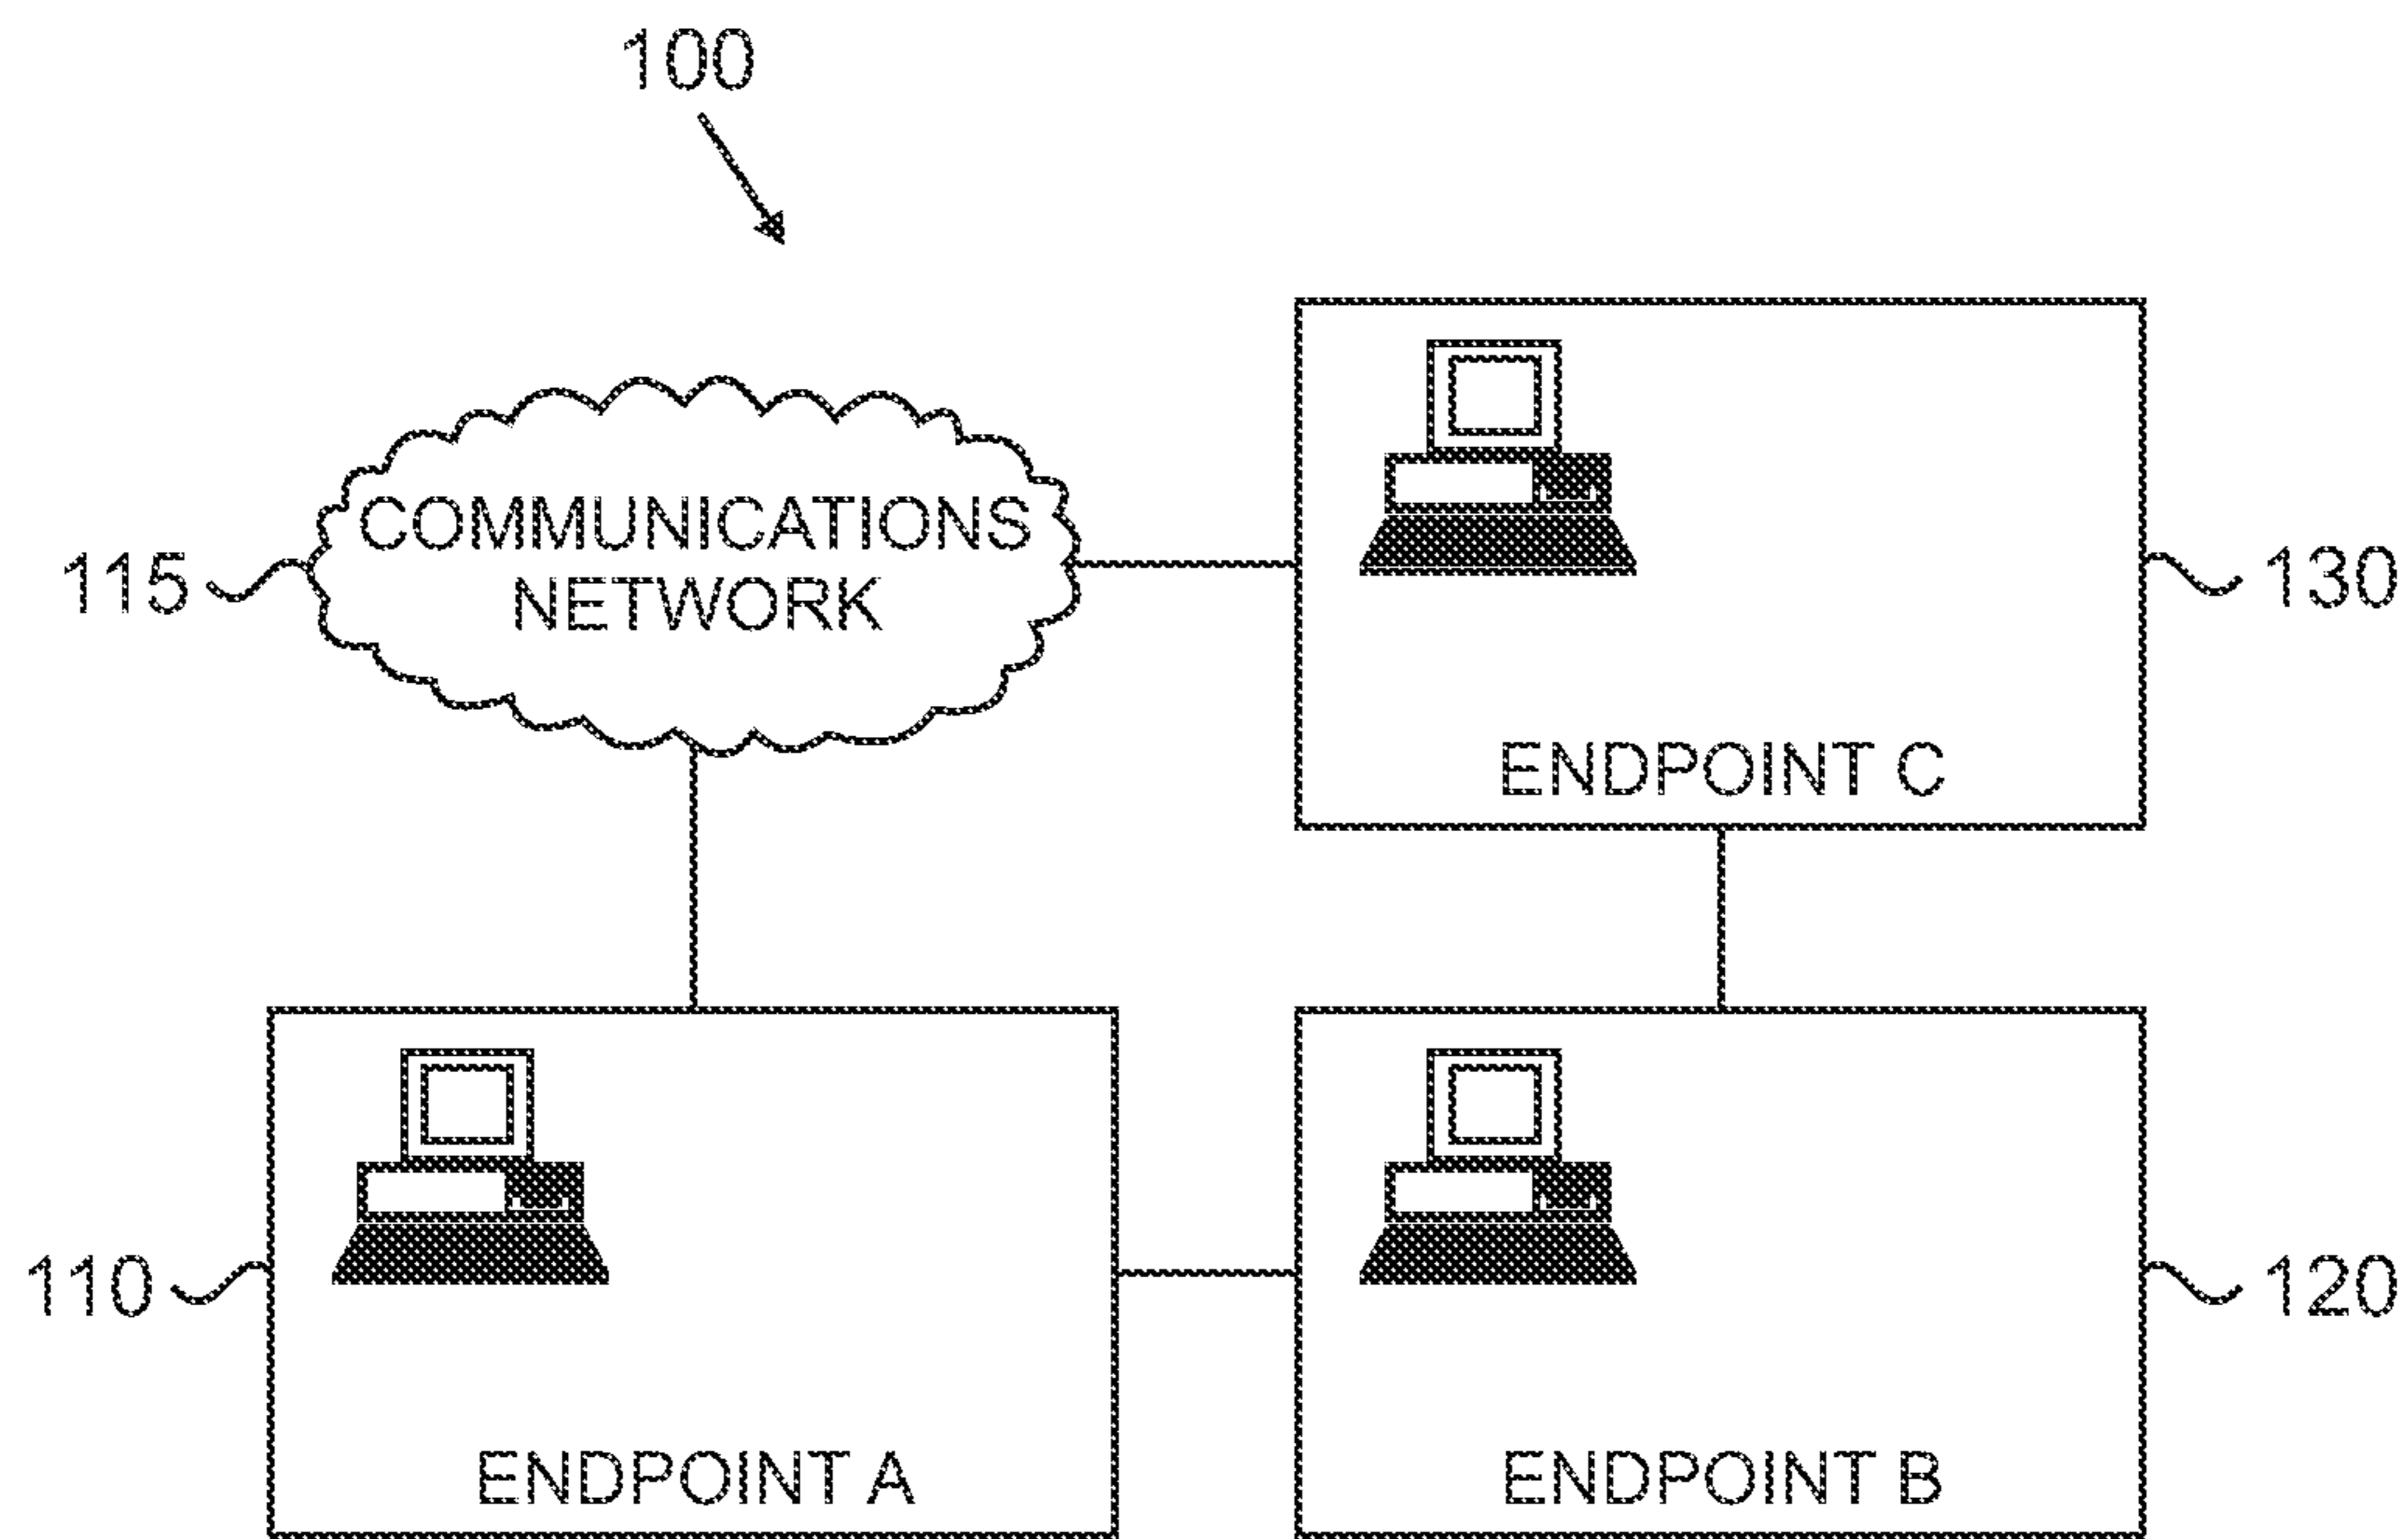 100
COMMUNICATIONS
NETWORK
115
130
ENDPOINT C
110
120
ENDPOINT A
ENDPOINT B